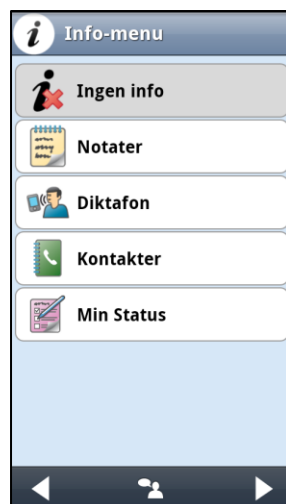 Info-menu
Ingen info
Notater
Diktafon
Kontakter
Min Status